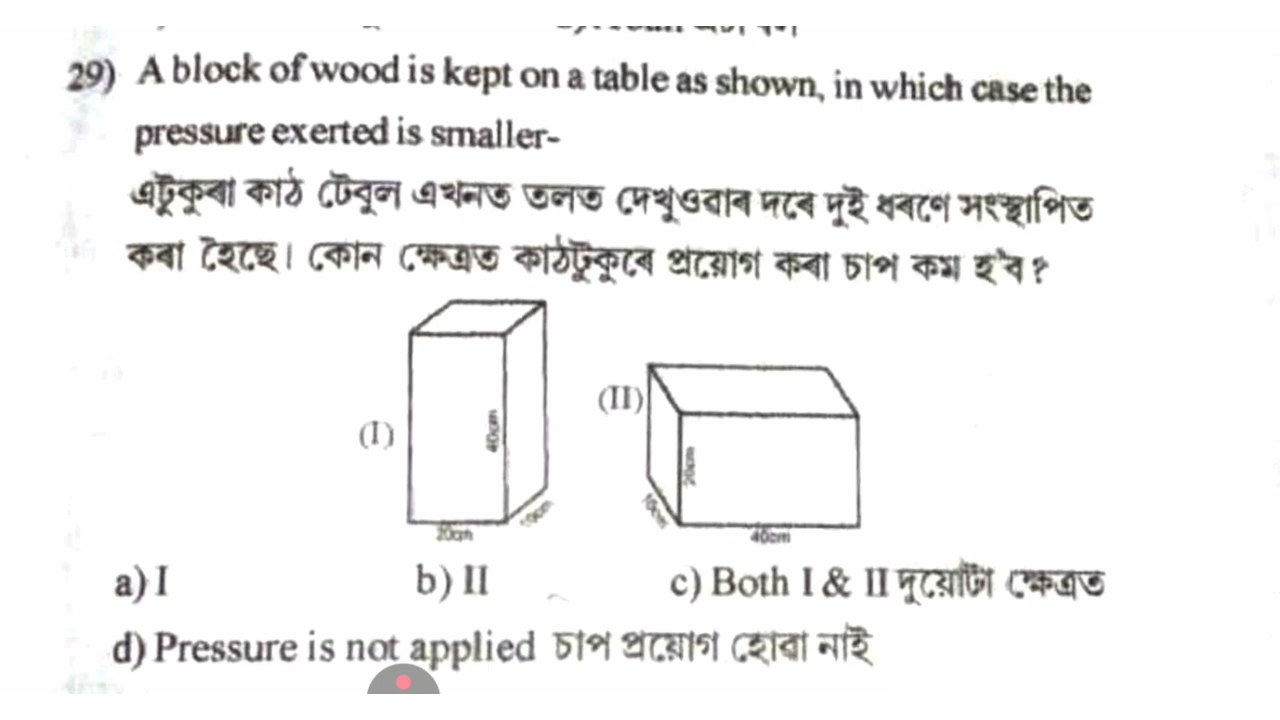 29) A block of wood is kept on a table as shown, in which case the
pressure exerted is smaller-
এটুকুৰা কাঠ টেবুল এখনত তলত দেখুওৱাৰ দৰে দুই ধৰণে সংস্থাপিত
কৰা হৈছে। কোন ক্ষেত্ৰত কাঠটুকুৰে প্ৰয়োগ কৰা চাপ কম হ'ব?
(I) 40cm 20cm 10cm
(II) 20cm 10cm 40cm
a) I b) II c) Both I & II দুয়োটা ক্ষেত্ৰত
d) Pressure is not applied চাপ প্ৰয়োগ হোৱা নাই